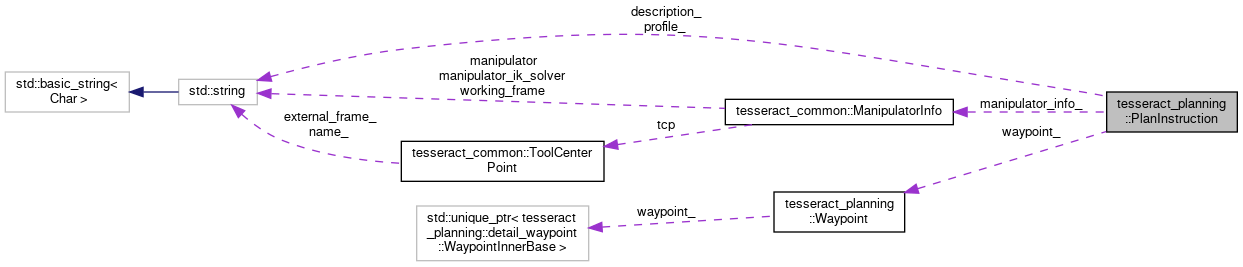 description_
profile_
manipulator
manipulator_ik_solver
working_frame
std::basic_string<
Char >
std::string
external_frame_
name_
tcp
tesseract_common::ManipulatorInfo
manipulator_info_
tesseract_planning
::PlanInstruction
waypoint_
tesseract_common::ToolCenter
Point
tesseract_planning
::Waypoint
waypoint_
std::unique_ptr< tesseract
_planning::detail_waypoint
::WaypointInnerBase >